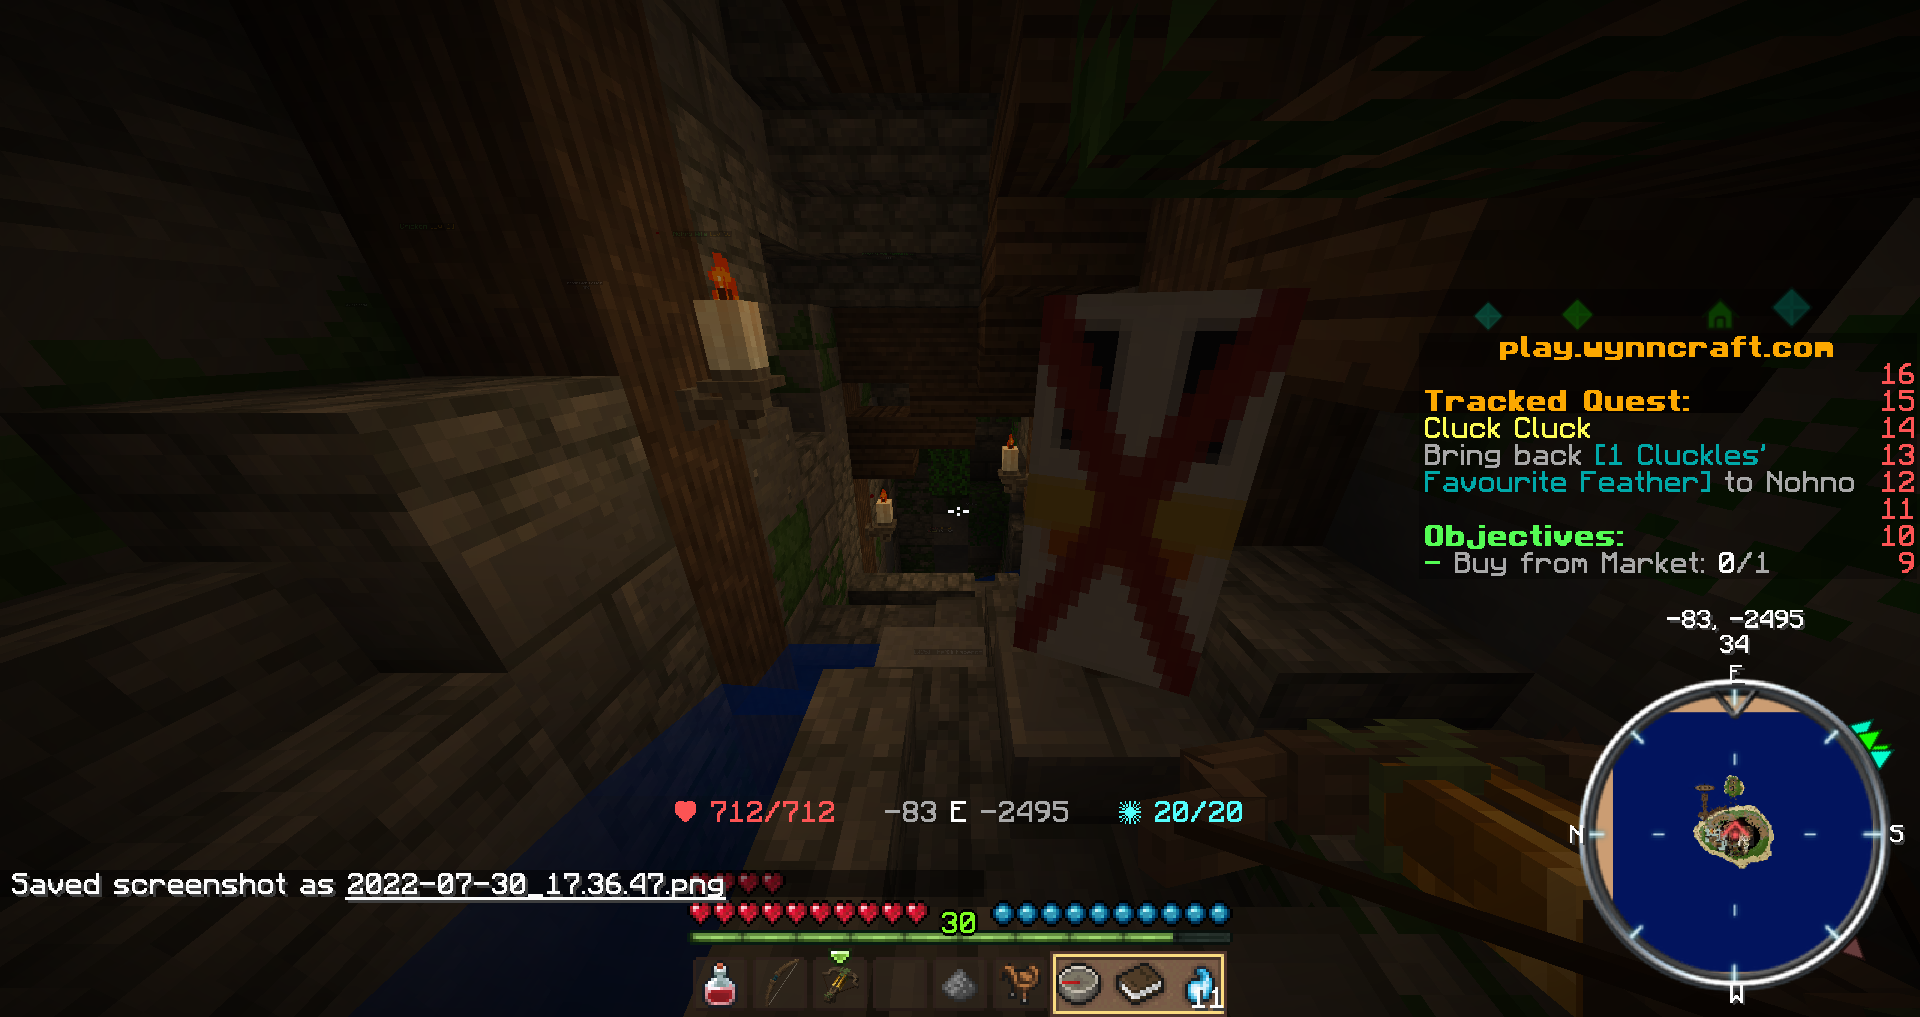 play.wynncraft.com
16
Tracked Quest: 15
Cluck Cluck 14
Bring back [1 Cluckles' 13
Favourite Feather] to Nohno 12
11
Objectives: 10
- Buy from Market: 0/1 9
-83, -2495
34
E
N
S
W
712/712 -83 E -2495 20/20
Saved screenshot as 2022-07-30_17.36.47.png
30
11